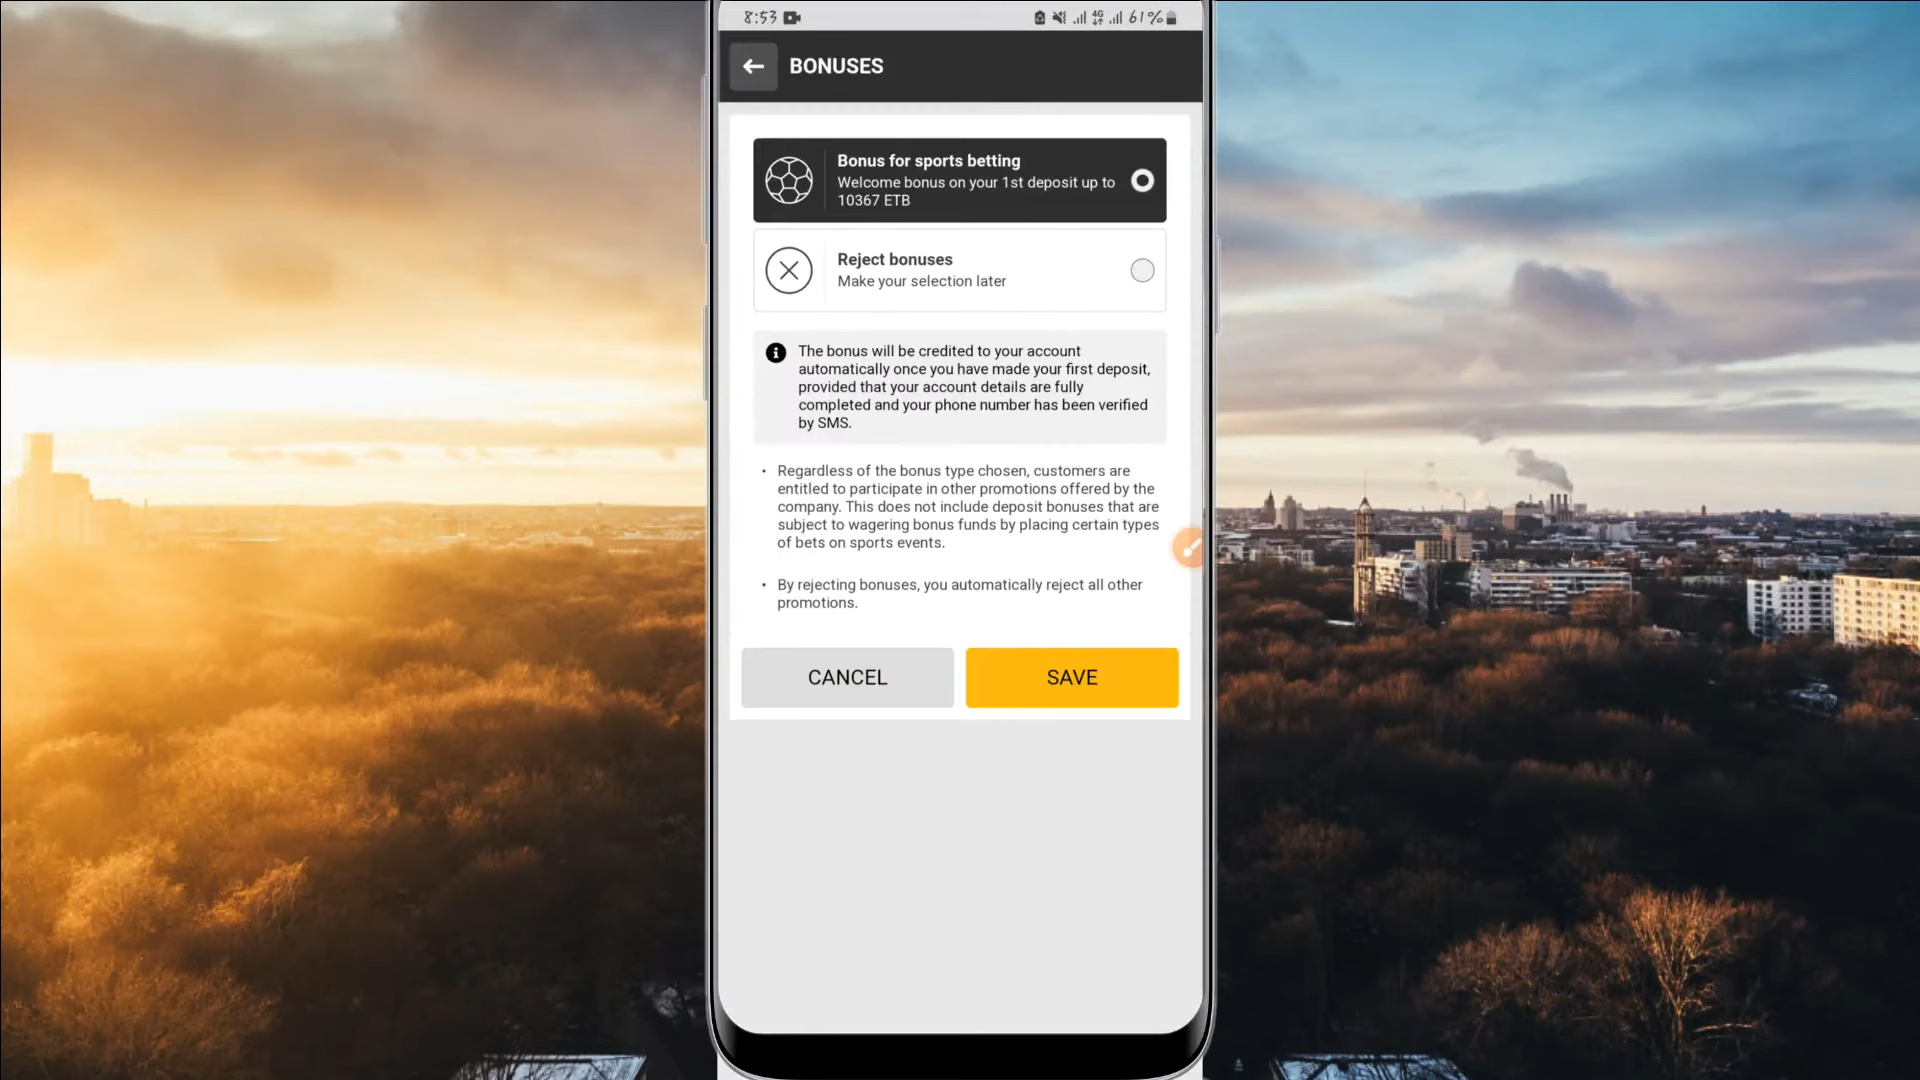 8:53
4G 61%
BONUSES
Bonus for sports betting
Welcome bonus on your 1st deposit up to
10367 ETB
Reject bonuses
Make your selection later
The bonus will be credited to your account
automatically once you have made your first deposit,
provided that your account details are fully
completed and your phone number has been verified
by SMS.
• Regardless of the bonus type chosen, customers are
entitled to participate in other promotions offered by the
company. This does not include deposit bonuses that are
subject to wagering bonus funds by placing certain types
of bets on sports events.
• By rejecting bonuses, you automatically reject all other
promotions.
CANCEL
SAVE